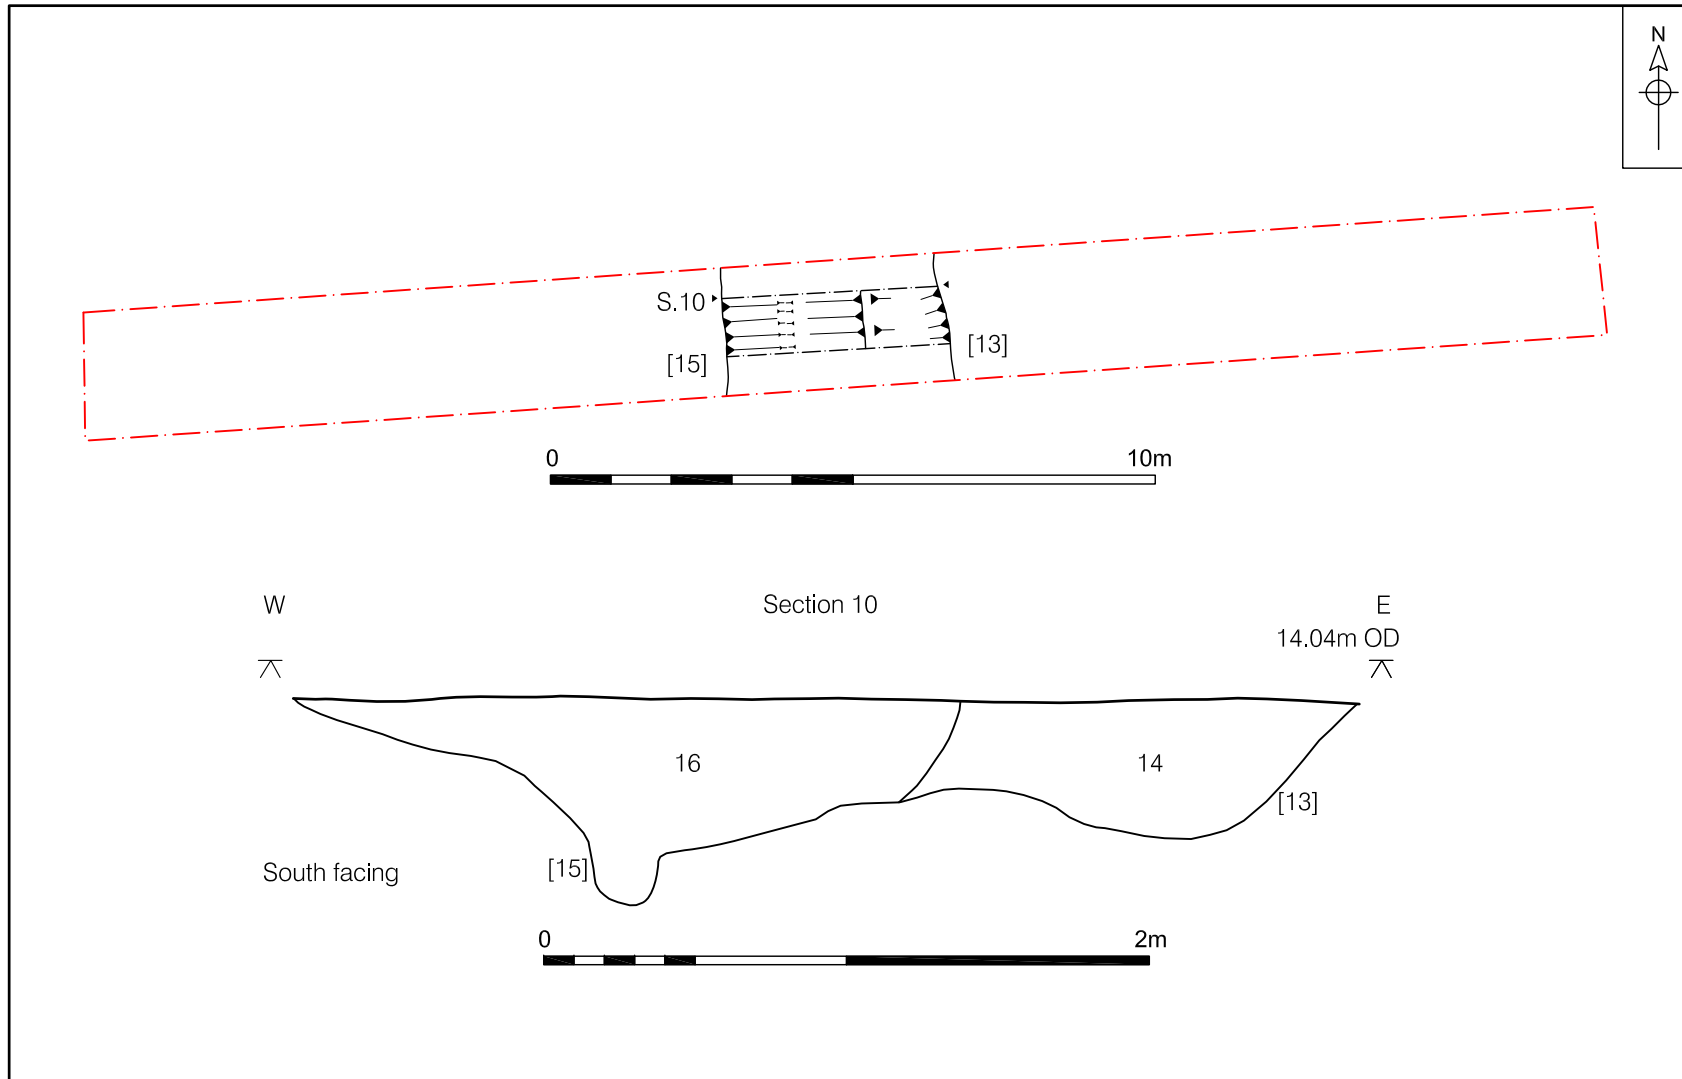 N
S.10
[15]
[13]
0 10m
W Section 10 E
14.04m OD
16 14
[13]
[15]
South facing
0 2m